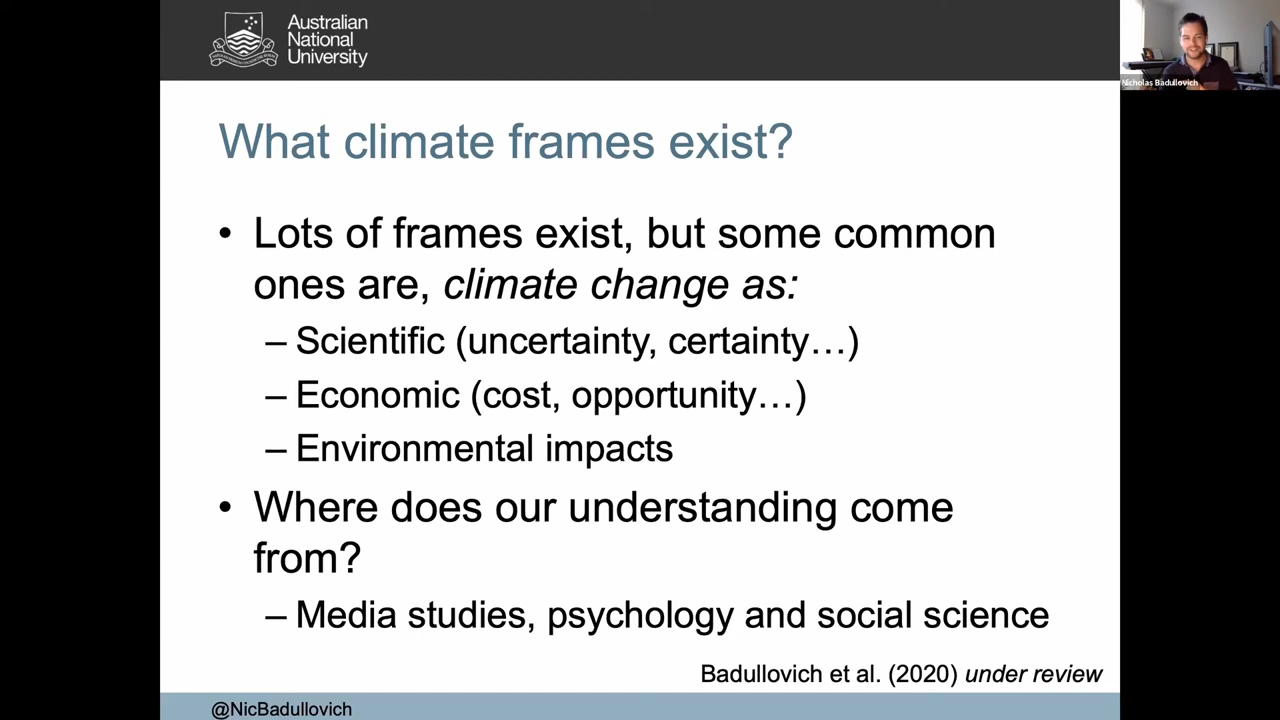 Australian
National
University
Nicholas Badullovich
What climate frames exist?
• Lots of frames exist, but some common
ones are, climate change as:
– Scientific (uncertainty, certainty…)
– Economic (cost, opportunity…)
– Environmental impacts
• Where does our understanding come
from?
– Media studies, psychology and social science
Badullovich et al. (2020) under review
@NicBadullovich